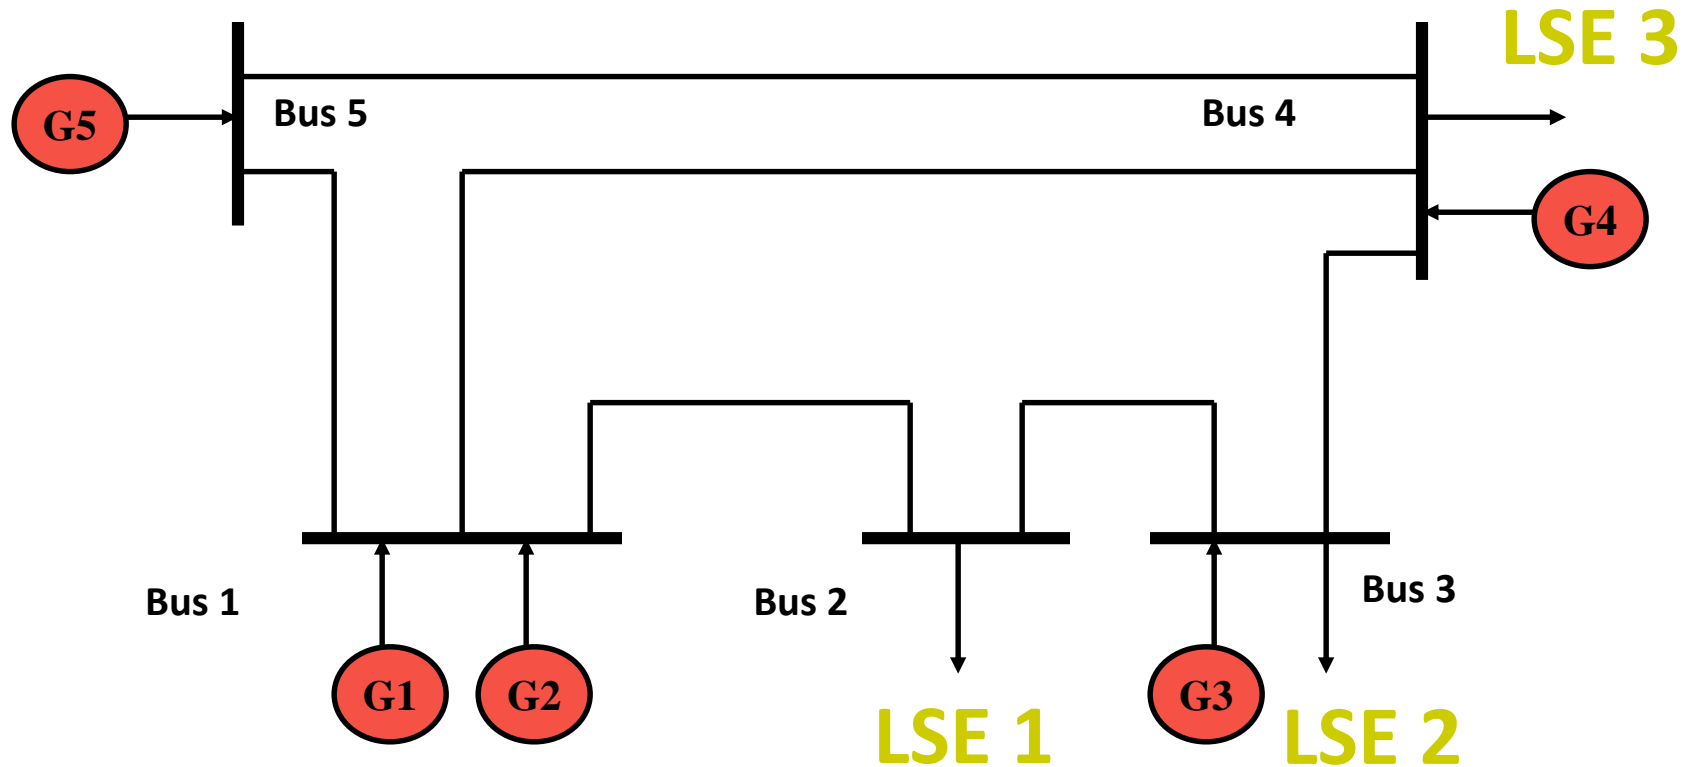 LSE 3
G5
Bus 5
Bus 4
G4
Bus 1
Bus 2
Bus 3
G1
G2
G3
LSE 1
LSE 2